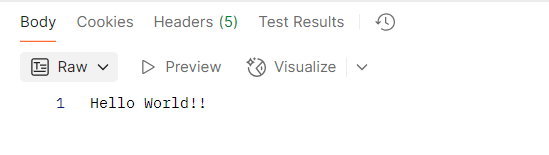 Body Cookies Headers (5) Test Results
Raw Preview Visualize
1 Hello World!!